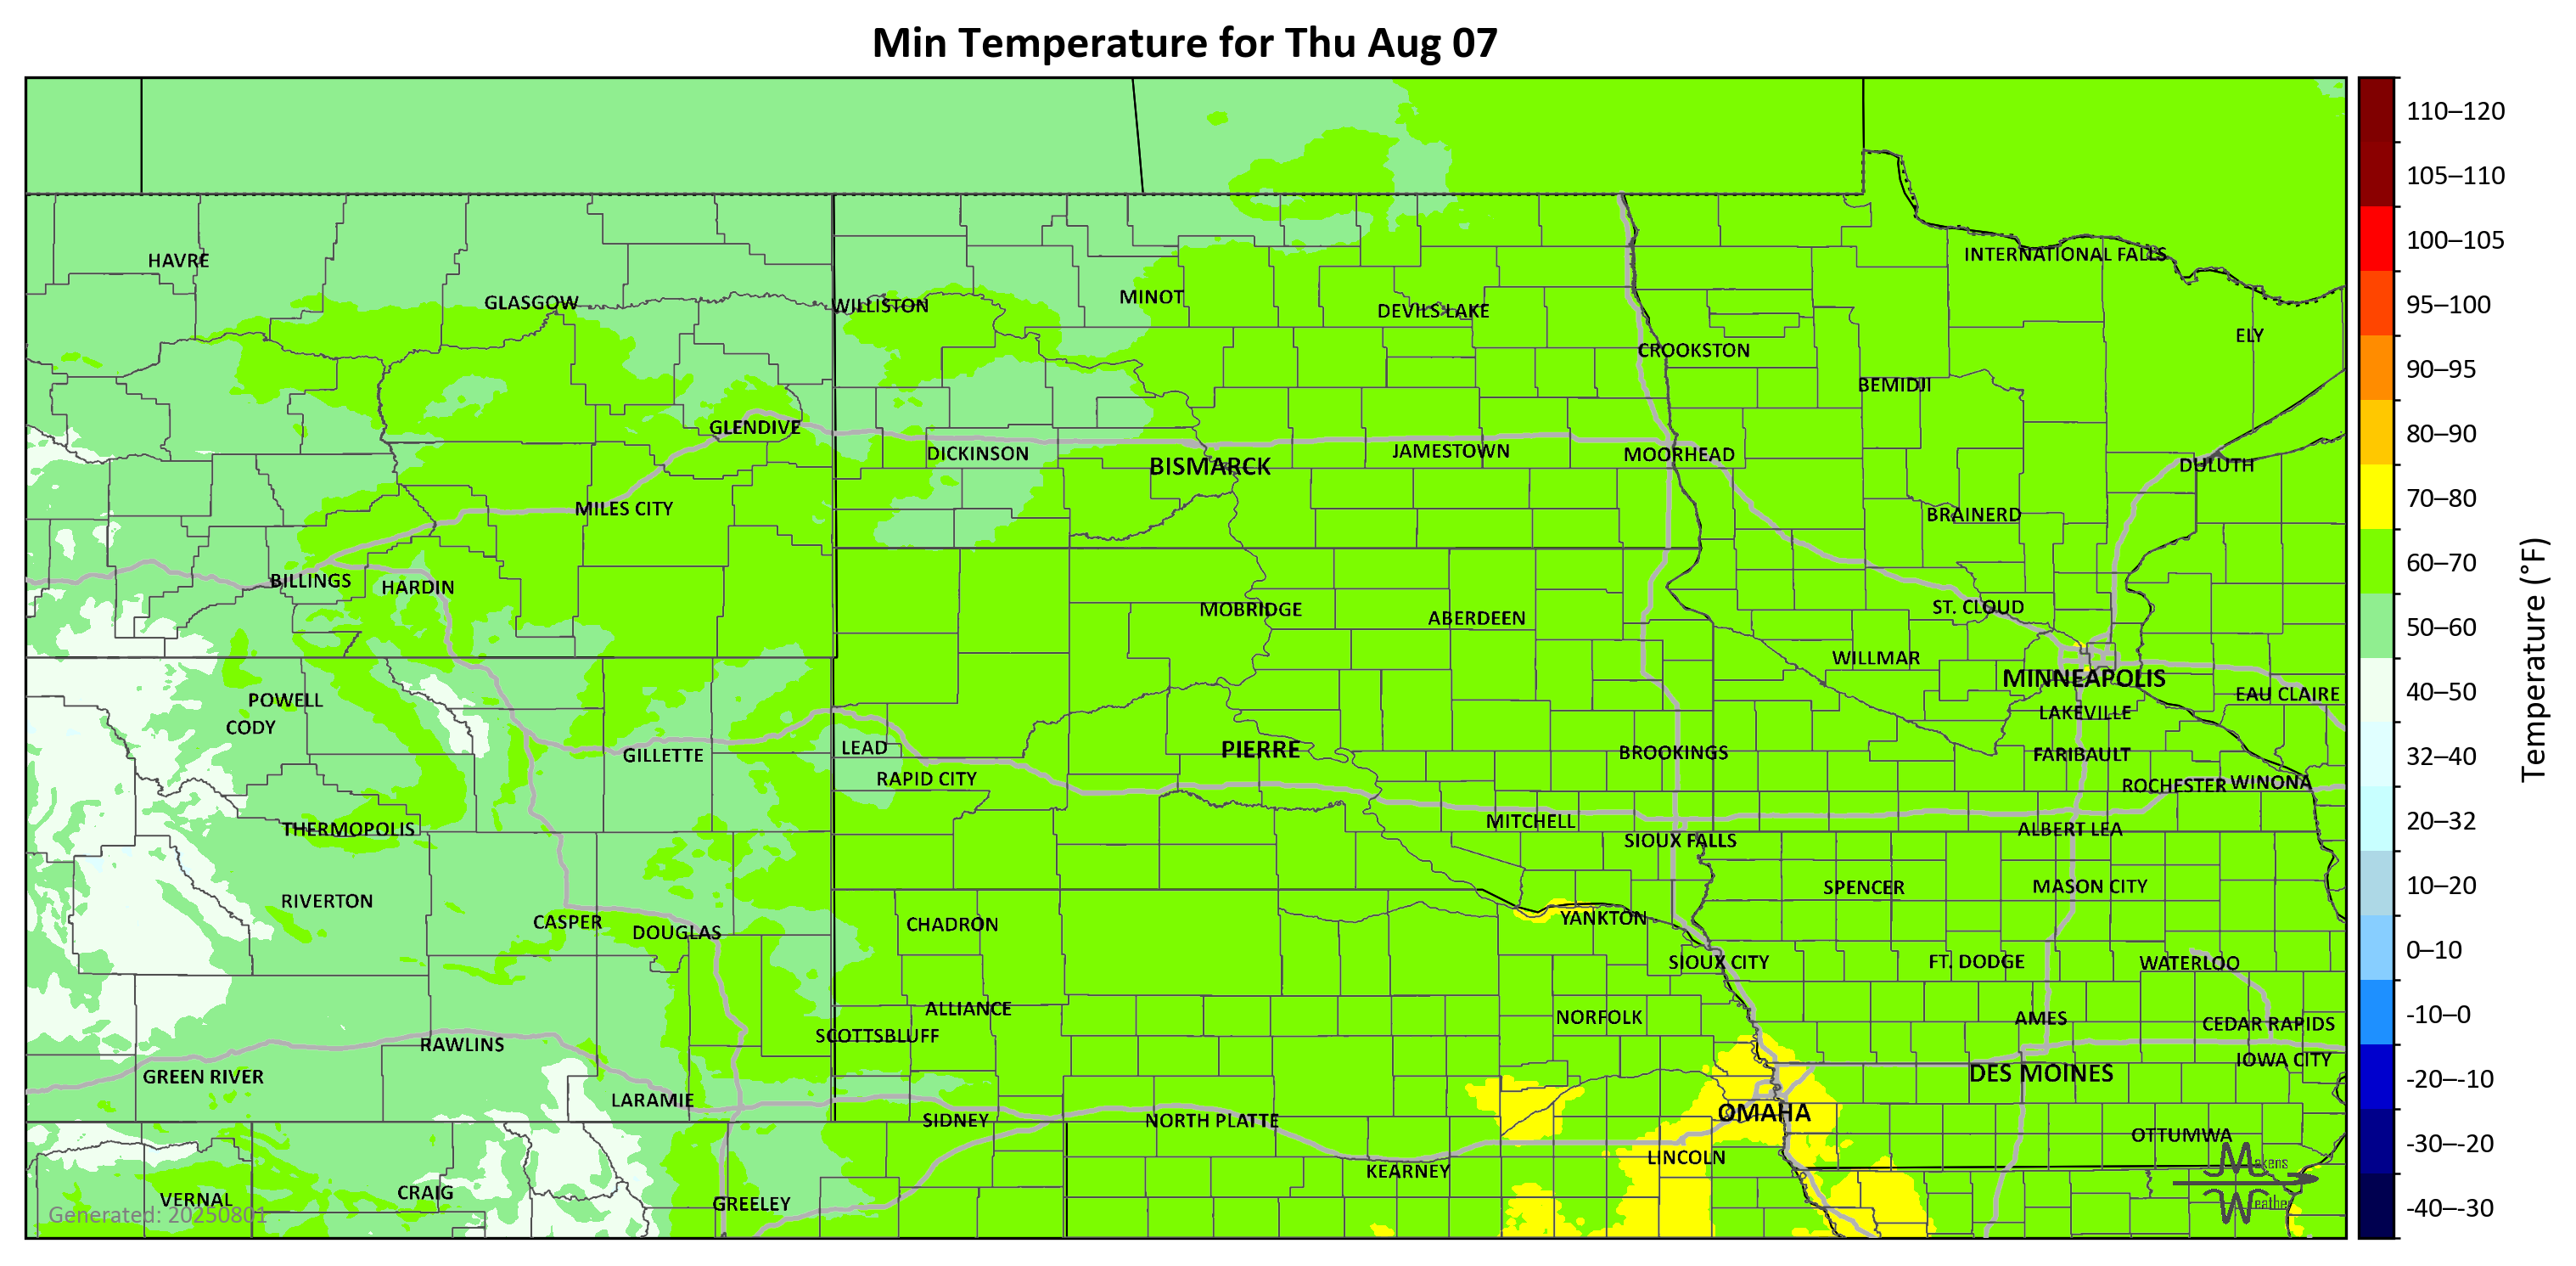 Min Temperature for Thu Aug 07
110–120
105–110
100–105
95–100
90–95
80–90
70–80
60–70
50–60
40–50
32–40
20–32
10–20
0–10
-10–0
-20–-10
-30–-20
-40–-30
Temperature (°F)
HAVRE
GLASGOW
WILLISTON
MINOT
DEVILS LAKE
INTERNATIONAL FALLS
ELY
CROOKSTON
BEMIDJI
GLENDIVE
DICKINSON
BISMARCK
JAMESTOWN
MOORHEAD
DULUTH
MILES CITY
BRAINERD
BILLINGS
HARDIN
MOBRIDGE
ABERDEEN
ST. CLOUD
WILLMAR
MINNEAPOLIS
POWELL
EAU CLAIRE
CODY
LAKEVILLE
GILLETTE
LEAD
PIERRE
BROOKINGS
FARIBAULT
RAPID CITY
ROCHESTER
WINONA
THERMOPOLIS
MITCHELL
ALBERT LEA
SIOUX FALLS
RIVERTON
SPENCER
MASON CITY
CASPER
DOUGLAS
CHADRON
YANKTON
SIOUX CITY
FT. DODGE
WATERLOO
ALLIANCE
NORFOLK
AMES
CEDAR RAPIDS
SCOTTSBLUFF
RAWLINS
IOWA CITY
GREEN RIVER
DES MOINES
LARAMIE
SIDNEY
NORTH PLATTE
OMAHA
OTTUMWA
LINCOLN
KEARNEY
VERNAL
CRAIG
GREELEY
Makens
Weather
Generated: 20250801